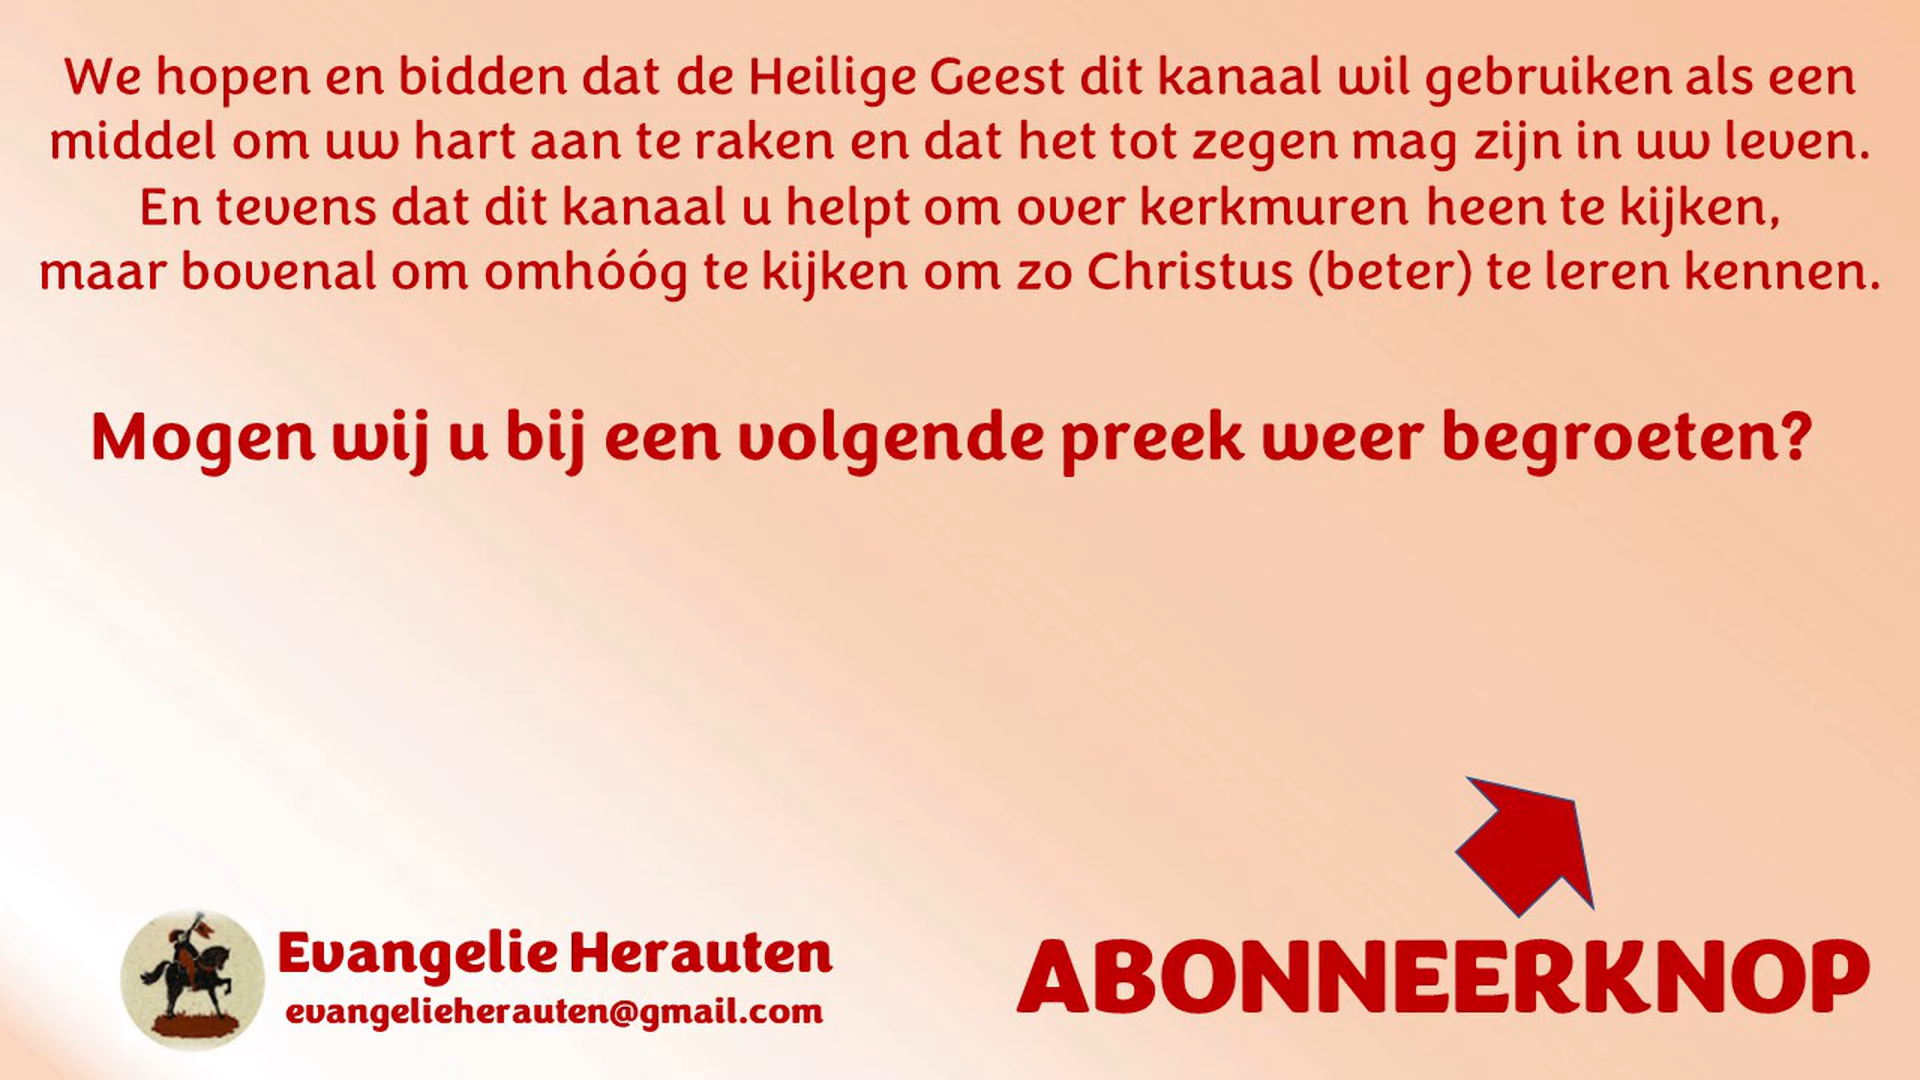 We hopen en bidden dat de Heilige Geest dit kanaal wil gebruiken als een
middel om uw hart aan te raken en dat het tot zegen mag zijn in uw leven.
En tevens dat dit kanaal u helpt om over kerkmuren heen te kijken,
maar bovenal om omhóóg te kijken om zo Christus (beter) te leren kennen.
Mogen wij u bij een volgende preek weer begroeten?
Evangelie Herauten
evangelieherauten@gmail.com
ABONNEERKNOP